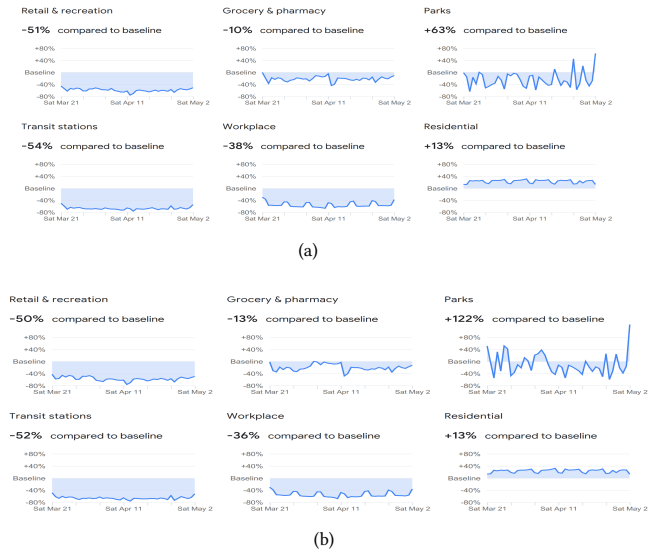 Retail & recreation
-51% compared to baseline
+80%
+40%
Baseline
-40%
-80%
Sat Mar 21 Sat Apr 11 Sat May 2
Grocery & pharmacy
-10% compared to baseline
+80%
+40%
Baseline
-40%
-80%
Sat Mar 21 Sat Apr 11 Sat May 2
Parks
+63% compared to baseline
+80%
+40%
Baseline
-40%
-80%
Sat Mar 21 Sat Apr 11 Sat May 2
Transit stations
-54% compared to baseline
+80%
+40%
Baseline
-40%
-80%
Sat Mar 21 Sat Apr 11 Sat May 2
Workplace
-38% compared to baseline
+80%
+40%
Baseline
-40%
-80%
Sat Mar 21 Sat Apr 11 Sat May 2
Residential
+13% compared to baseline
+80%
+40%
Baseline
-40%
-80%
Sat Mar 21 Sat Apr 11 Sat May 2
(a)
Retail & recreation
-50% compared to baseline
+80%
+40%
Baseline
-40%
-80%
Sat Mar 21 Sat Apr 11 Sat May 2
Grocery & pharmacy
-13% compared to baseline
+80%
+40%
Baseline
-40%
-80%
Sat Mar 21 Sat Apr 11 Sat May 2
Parks
+122% compared to baseline
+80%
+40%
Baseline
-40%
-80%
Sat Mar 21 Sat Apr 11 Sat May 2
Transit stations
-52% compared to baseline
+80%
+40%
Baseline
-40%
-80%
Sat Mar 21 Sat Apr 11 Sat May 2
Workplace
-36% compared to baseline
+80%
+40%
Baseline
-40%
-80%
Sat Mar 21 Sat Apr 11 Sat May 2
Residential
+13% compared to baseline
+80%
+40%
Baseline
-40%
-80%
Sat Mar 21 Sat Apr 11 Sat May 2
(b)